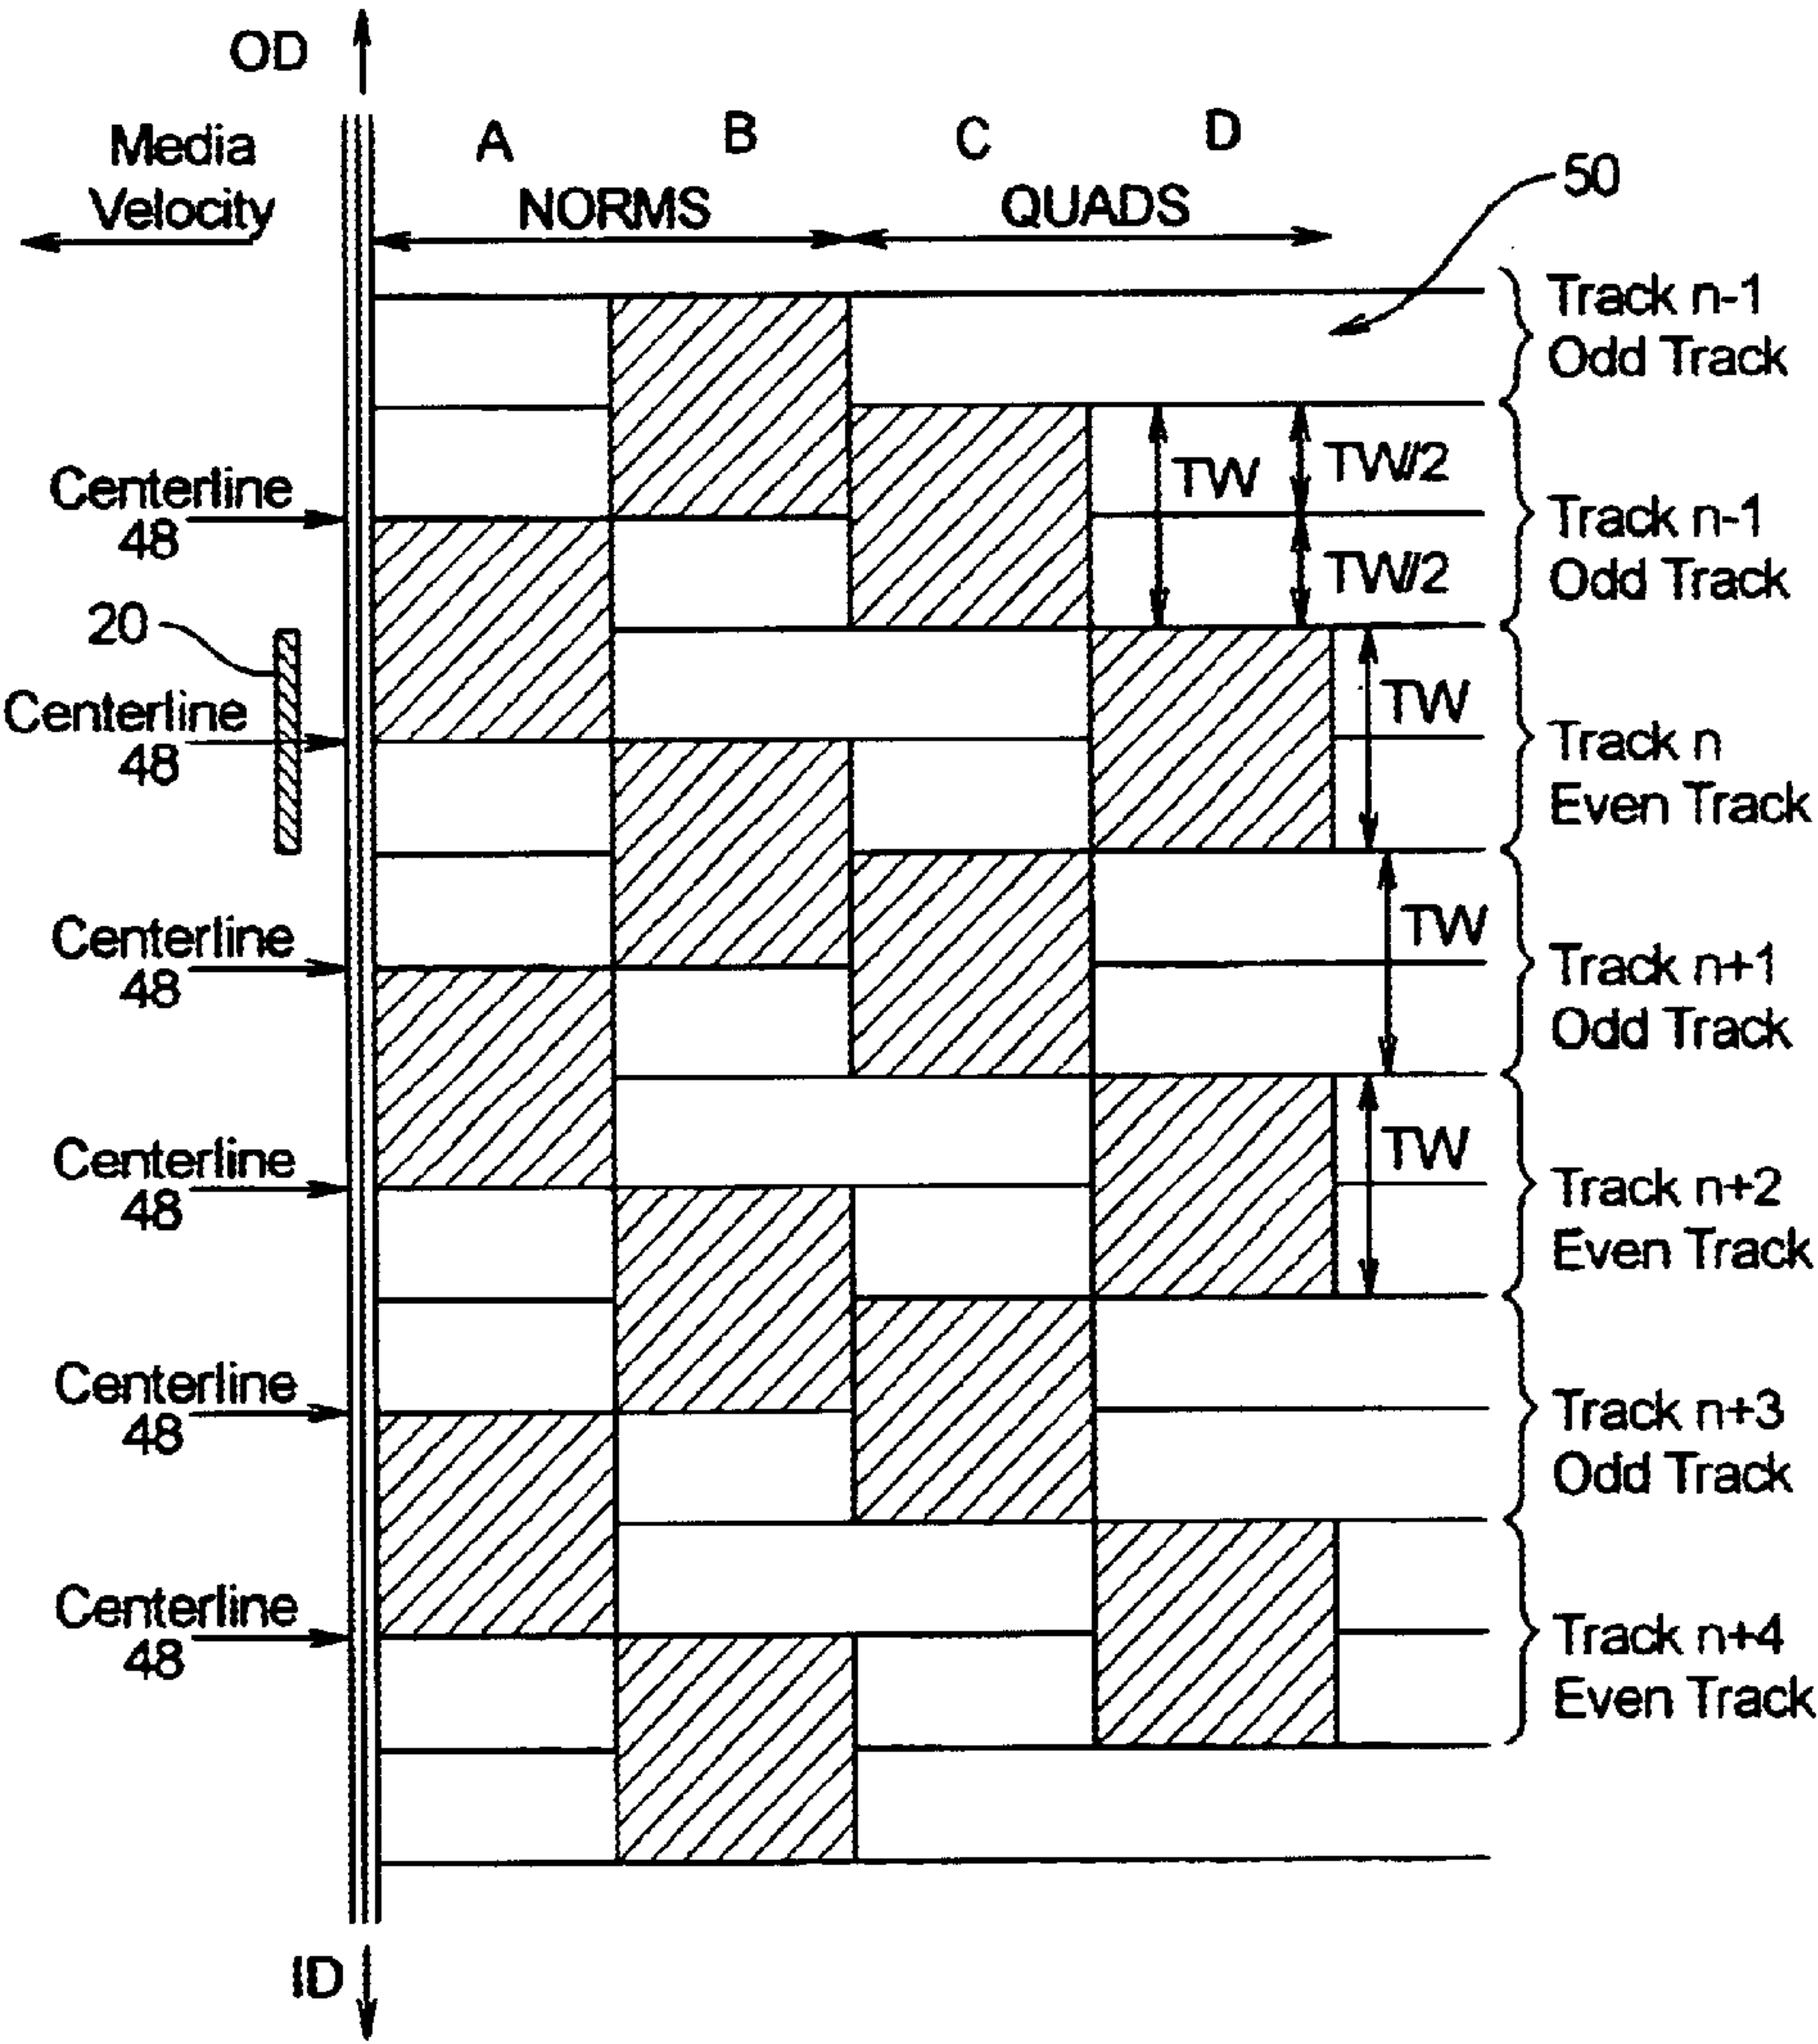 OD
Media
Velocity
A
B
C
D
NORMS
QUADS
50
Track n-1
Odd Track
TW
TW/2
TW/2
Centerline
48
Track n-1
Odd Track
20
Centerline
48
TW
Track n
Even Track
Centerline
48
TW
Track n+1
Odd Track
Centerline
48
TW
Track n+2
Even Track
Centerline
48
Track n+3
Odd Track
Centerline
48
Track n+4
Even Track
ID